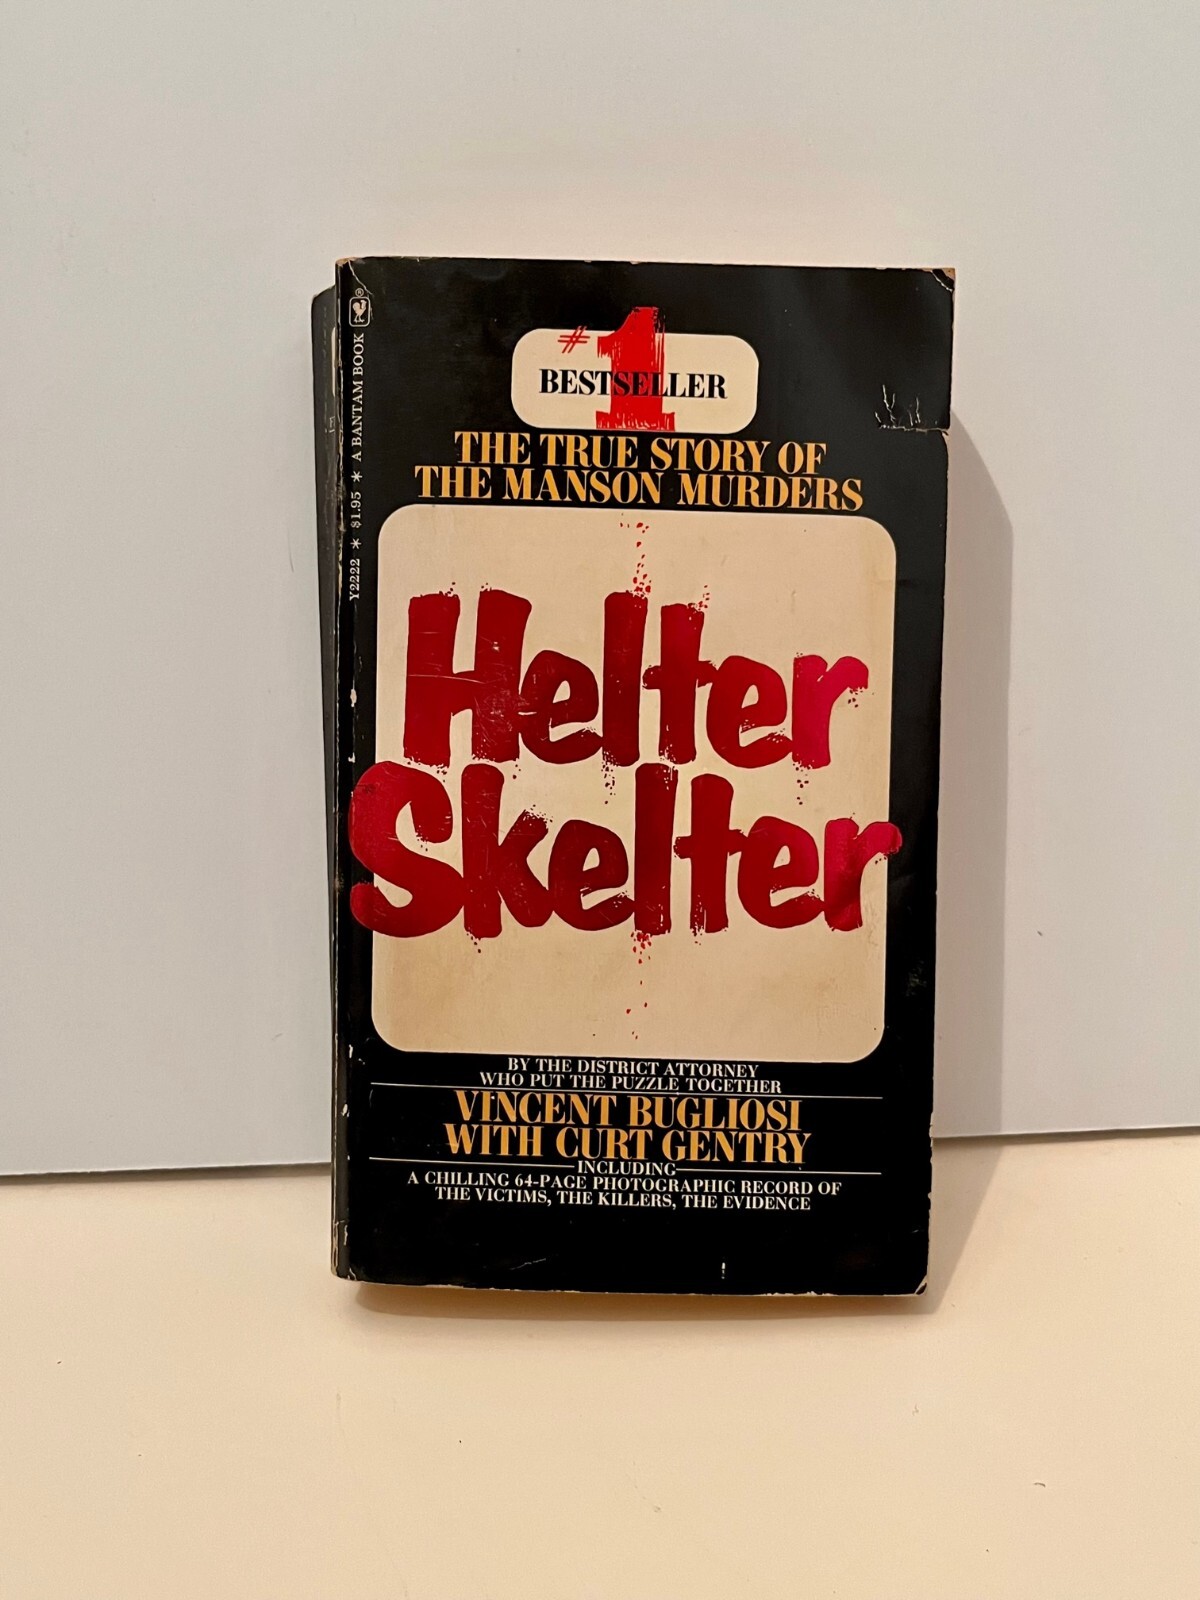 #1
BESTSELLER
THE TRUE STORY OF
THE MANSON MURDERS
Helter
Skelter
BY THE DISTRICT ATTORNEY
WHO PUT THE PUZZLE TOGETHER
VINCENT BUGLIOSI
WITH CURT GENTRY
INCLUDING
A CHILLING 64-PAGE PHOTOGRAPHIC RECORD OF
THE VICTIMS, THE KILLERS, THE EVIDENCE
Y2222 * $1.95 * A BANTAM BOOK ®